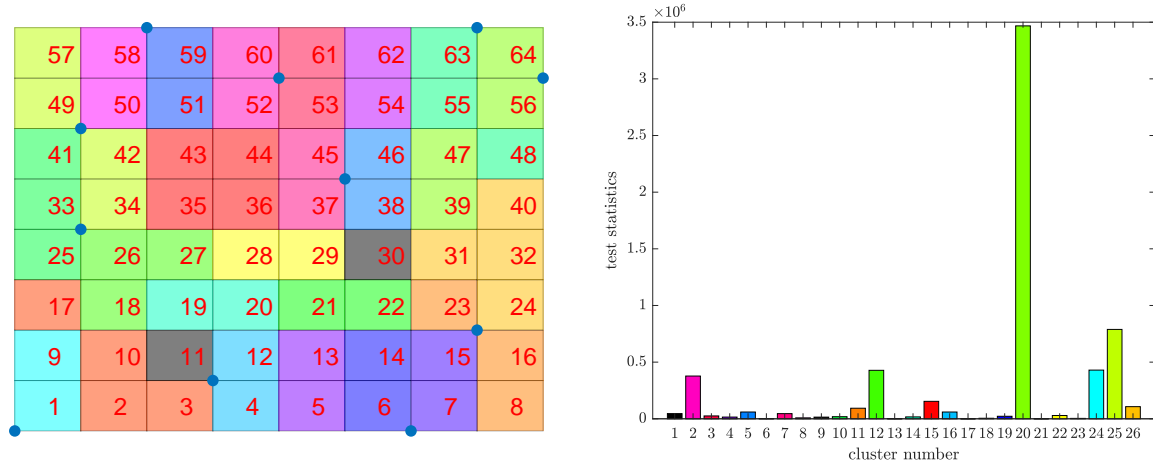 57 58 59 60 61 62 63 64
49 50 51 52 53 54 55 56
41 42 43 44 45 46 47 48
33 34 35 36 37 38 39 40
25 26 27 28 29 30 31 32
17 18 19 20 21 22 23 24
9 10 11 12 13 14 15 16
1 2 3 4 5 6 7 8
×10⁶
3.5
3
2.5
2
1.5
1
0.5
0
test statistics
1 2 3 4 5 6 7 8 9 10 11 12 13 14 15 16 17 18 19 20 21 22 23 24 25 26
cluster number